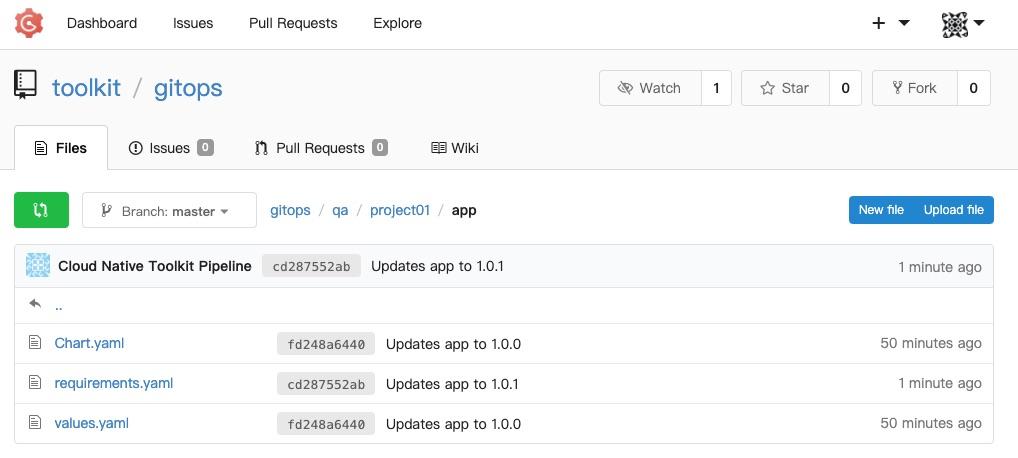 Dashboard Issues Pull Requests Explore
toolkit / gitops Watch 1 Star 0 Fork 0
Files Issues 0 Pull Requests 0 Wiki
Branch: master gitops / qa / project01 / app New file Upload file
Cloud Native Toolkit Pipeline cd287552ab Updates app to 1.0.1 1 minute ago
..
Chart.yaml fd248a6440 Updates app to 1.0.0 50 minutes ago
requirements.yaml cd287552ab Updates app to 1.0.1 1 minute ago
values.yaml fd248a6440 Updates app to 1.0.0 50 minutes ago